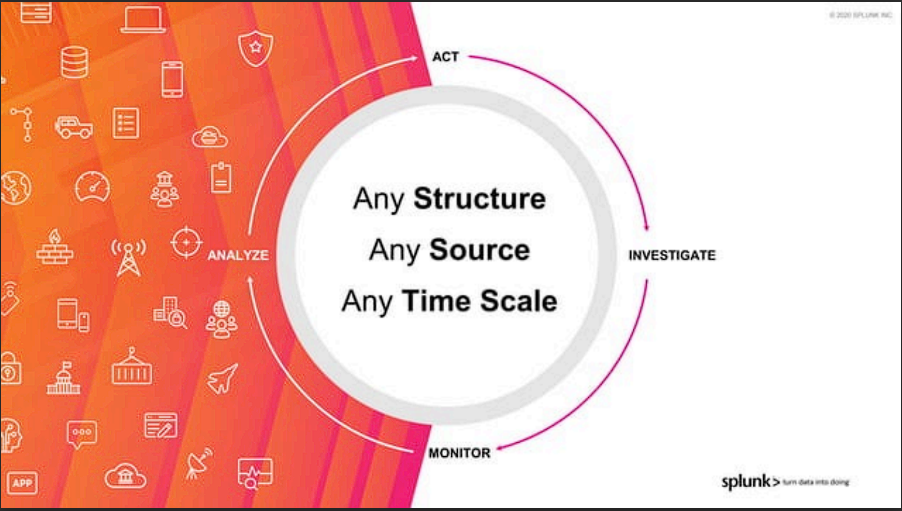 © 2020 SPLUNK INC.
ACT
Any Structure
Any Source
Any Time Scale
ANALYZE
INVESTIGATE
MONITOR
APP
splunk> turn data into doing